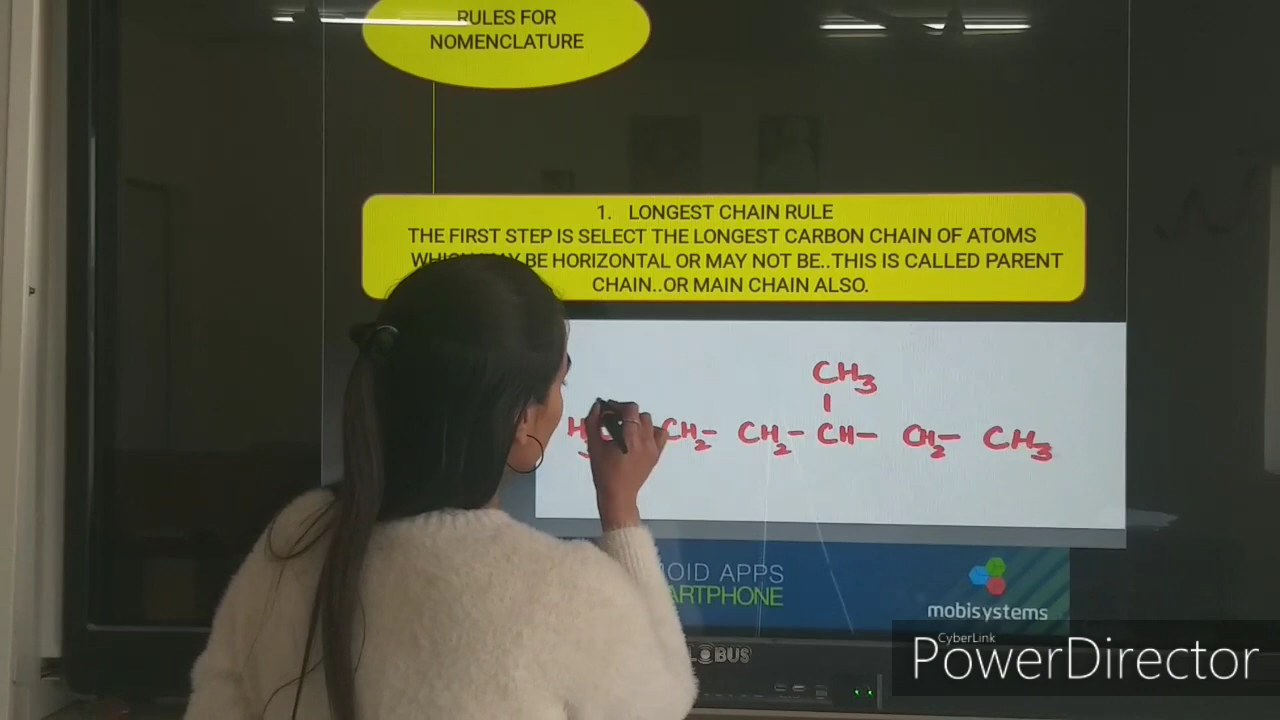 RULES FOR
NOMENCLATURE
1. LONGEST CHAIN RULE
THE FIRST STEP IS SELECT THE LONGEST CARBON CHAIN OF ATOMS
BE HORIZONTAL OR MAY NOT BE..THIS IS CALLED PARENT
CHAIN..OR MAIN CHAIN ALSO.
CH3
H3 CH2- CH2- CH- CH2- CH3
APPS
mobisystems
CyberLink
PowerDirector